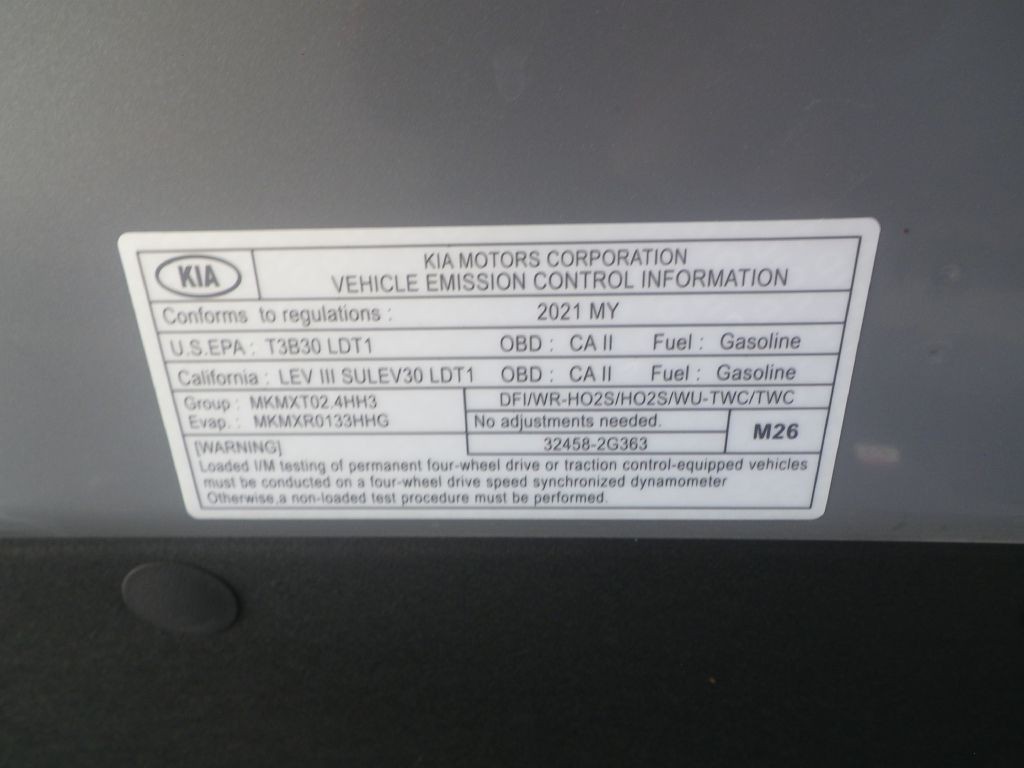 KIA
KIA MOTORS CORPORATION
VEHICLE EMISSION CONTROL INFORMATION
Conforms to regulations : 2021 MY
U.S.EPA : T3B30 LDT1 OBD : CA II Fuel : Gasoline
California : LEV III SULEV30 LDT1 OBD : CA II Fuel : Gasoline
Group : MKMXT02.4HH3
Evap. : MKMXR0133HHG
DFI/WR-HO2S/HO2S/WU-TWC/TWC
No adjustments needed.
32458-2G363
M26
[WARNING]
Loaded I/M testing of permanent four-wheel drive or traction control-equipped vehicles
must be conducted on a four-wheel drive speed synchronized dynamometer
Otherwise,a non-loaded test procedure must be performed.